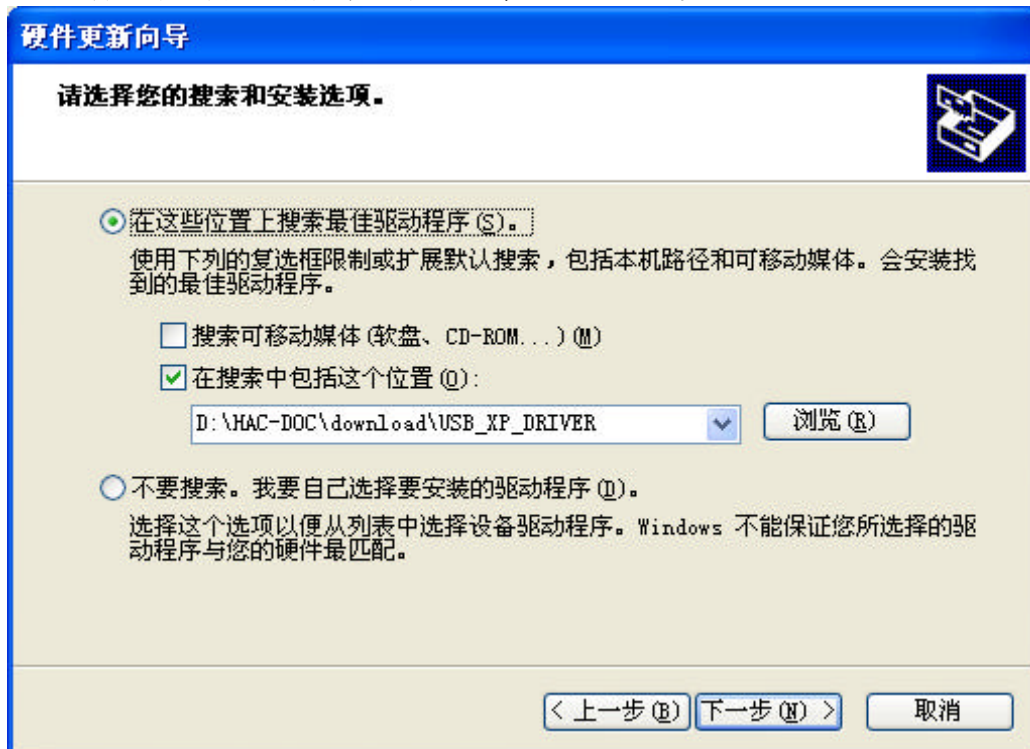 硬件更新向导
请选择您的搜索和安装选项。
在这些位置上搜索最佳驱动程序(S)。
使用下列的复选框限制或扩展默认搜索，包括本机路径和可移动媒体。会安装找
到的最佳驱动程序。
搜索可移动媒体(软盘、CD-ROM...)(M)
在搜索中包括这个位置(O):
D:\HAC-DOC\download\USB_XP_DRIVER
浏览(R)
不要搜索。我要自己选择要安装的驱动程序(D)。
选择这个选项以便从列表中选择设备驱动程序。Windows 不能保证您所选择的驱
动程序与您的硬件最匹配。
< 上一步(B) 下一步(N) > 取消